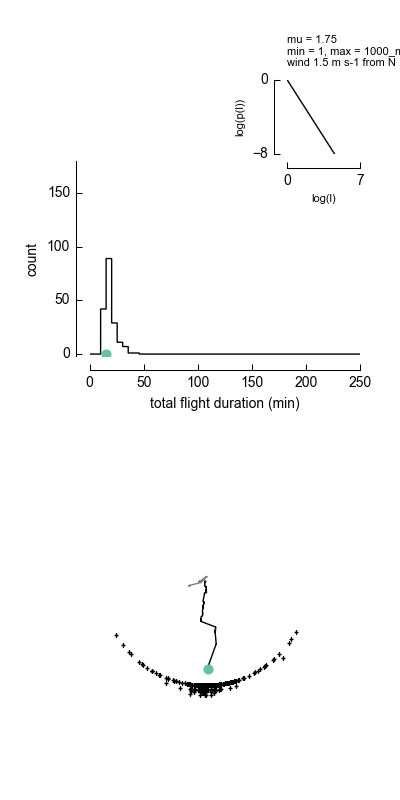 mu = 1.75
min = 1, max = 1000_m
wind 1.5 m s-1 from N
0
log(p(l))
−8
0
7
log(l)
150
100
50
0
count
0
50
100
150
200
250
total flight duration (min)